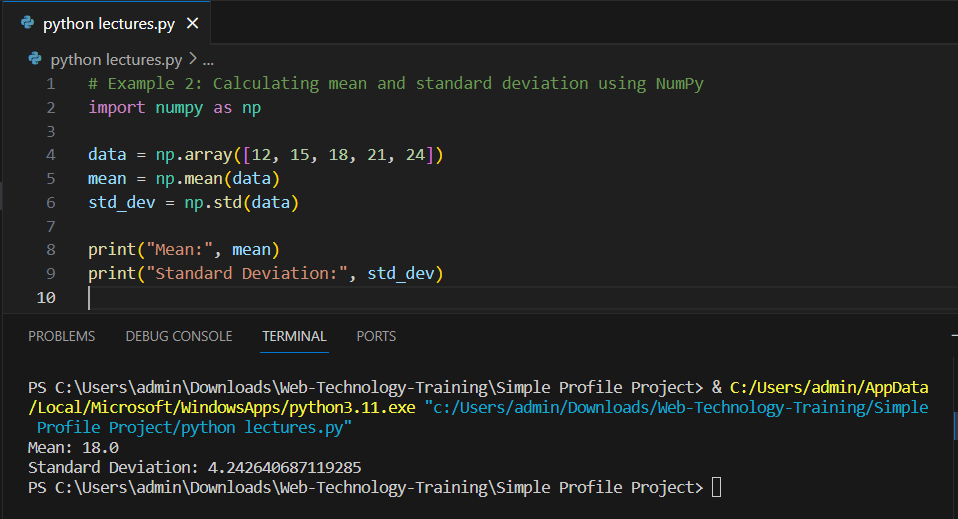 python lectures.py ×
python lectures.py > ...
1 # Example 2: Calculating mean and standard deviation using NumPy
2 import numpy as np
3
4 data = np.array([12, 15, 18, 21, 24])
5 mean = np.mean(data)
6 std_dev = np.std(data)
7
8 print("Mean:", mean)
9 print("Standard Deviation:", std_dev)
10
PROBLEMS DEBUG CONSOLE TERMINAL PORTS
PS C:\Users\admin\Downloads\Web-Technology-Training\Simple Profile Project> & C:/Users/admin/AppData
/Local/Microsoft/WindowsApps/python3.11.exe "c:/Users/admin/Downloads/Web-Technology-Training/Simple
Profile Project/python lectures.py"
Mean: 18.0
Standard Deviation: 4.242640687119285
PS C:\Users\admin\Downloads\Web-Technology-Training\Simple Profile Project>